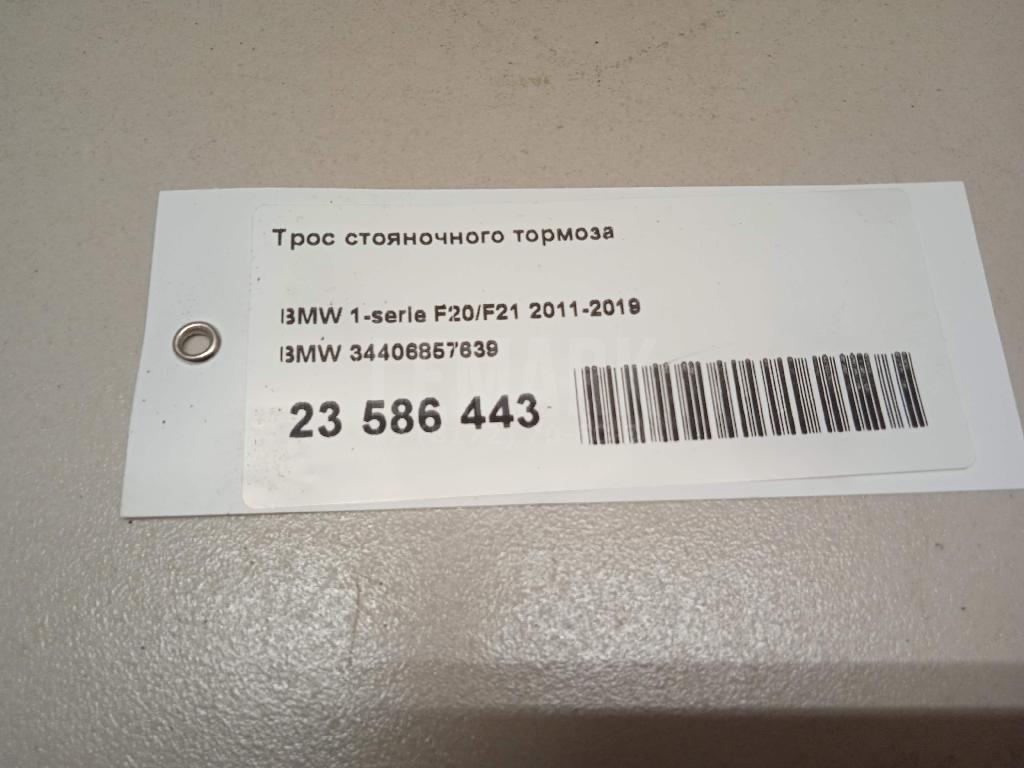 Трос стояночного тормоза
BMW 1-serie F20/F21 2011-2019
BMW 34406857639
23 586 443